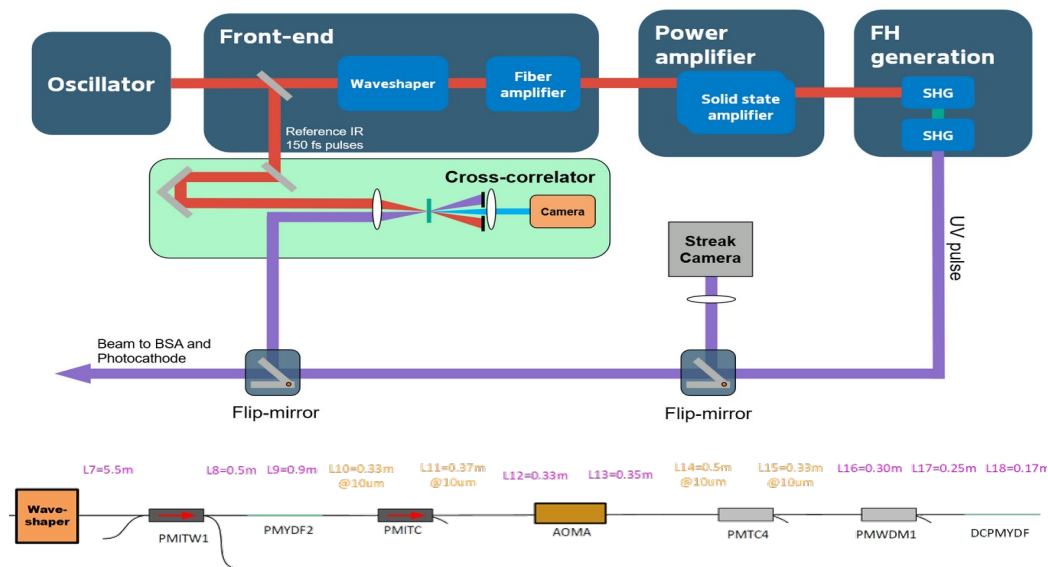 Oscillator
Front-end
Waveshaper
Fiber
amplifier
Power
amplifier
Solid state
amplifier
FH
generation
SHG
SHG
Reference IR
150 fs pulses
Cross-correlator
Camera
Streak
Camera
UV pulse
Beam to BSA and
Photocathode
Flip-mirror
Flip-mirror
L7=5.5m
L8=0.5m
L9=0.9m
L10=0.33m
@10um
L11=0.37m
@10um
L12=0.33m
L13=0.35m
L14=0.5m
@10um
L15=0.33m
@10um
L16=0.30m
L17=0.25m
L18=0.17m
Wave-
shaper
PMITW1
PMYDF2
PMITC
AOMA
PMTC4
PMWDM1
DCPMYDF